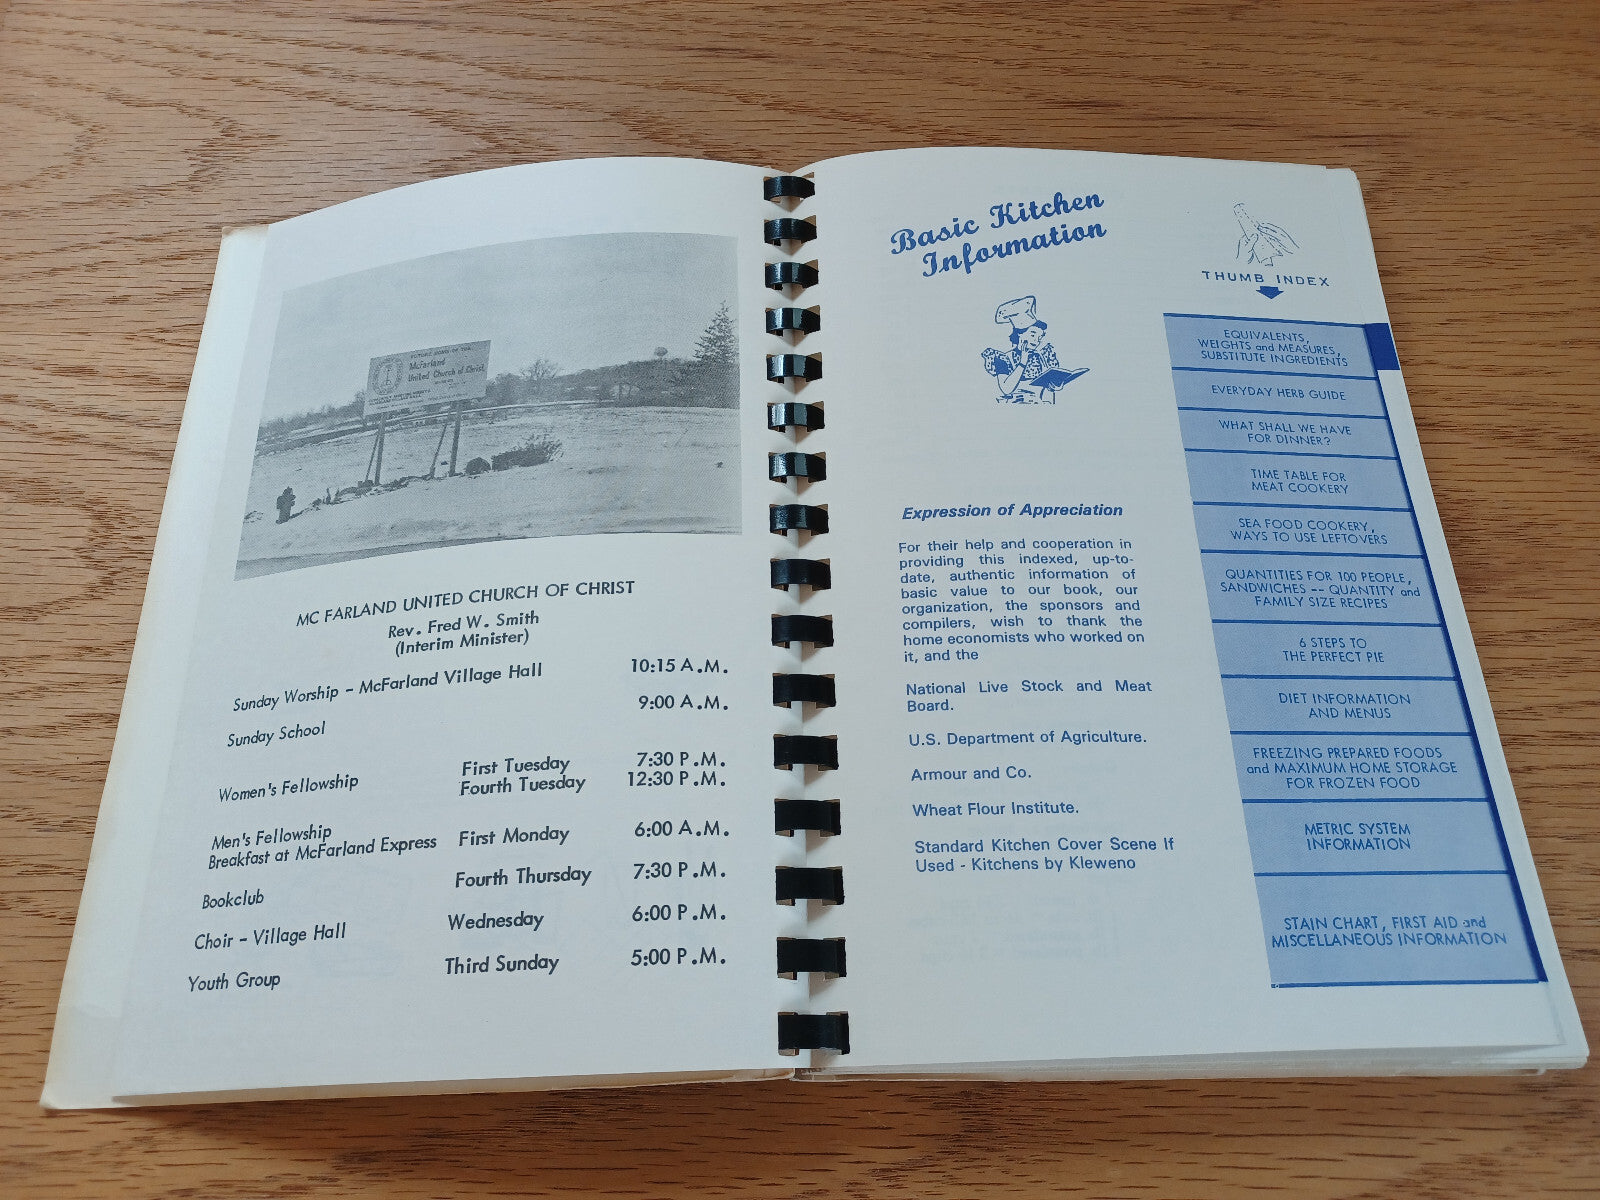 FUTURE HOME OF THE
McFarland
United Church of Christ
MC FARLAND UNITED CHURCH OF CHRIST
Rev. Fred W. Smith
(Interim Minister)
Sunday Worship - McFarland Village Hall 10:15 A.M.
Sunday School 9:00 A.M.
Women's Fellowship First Tuesday 7:30 P.M.
Fourth Tuesday 12:30 P.M.
Men's Fellowship
Breakfast at McFarland Express First Monday 6:00 A.M.
Bookclub Fourth Thursday 7:30 P.M.
Choir - Village Hall Wednesday 6:00 P.M.
Youth Group Third Sunday 5:00 P.M.
Basic Kitchen
Information
Expression of Appreciation
For their help and cooperation in
providing this indexed, up-to-
date, authentic information of
basic value to our book, our
organization, the sponsors and
compilers, wish to thank the
home economists who worked on
it, and the
National Live Stock and Meat
Board.
U.S. Department of Agriculture.
Armour and Co.
Wheat Flour Institute.
Standard Kitchen Cover Scene If
Used - Kitchens by Kleweno
THUMB INDEX
EQUIVALENTS,
WEIGHTS and MEASURES,
SUBSTITUTE INGREDIENTS
EVERYDAY HERB GUIDE
WHAT SHALL WE HAVE
FOR DINNER?
TIME TABLE FOR
MEAT COOKERY
SEA FOOD COOKERY,
WAYS TO USE LEFTOVERS
QUANTITIES FOR 100 PEOPLE,
SANDWICHES -- QUANTITY and
FAMILY SIZE RECIPES
6 STEPS TO
THE PERFECT PIE
DIET INFORMATION
AND MENUS
FREEZING PREPARED FOODS
and MAXIMUM HOME STORAGE
FOR FROZEN FOOD
METRIC SYSTEM
INFORMATION
STAIN CHART, FIRST AID and
MISCELLANEOUS INFORMATION